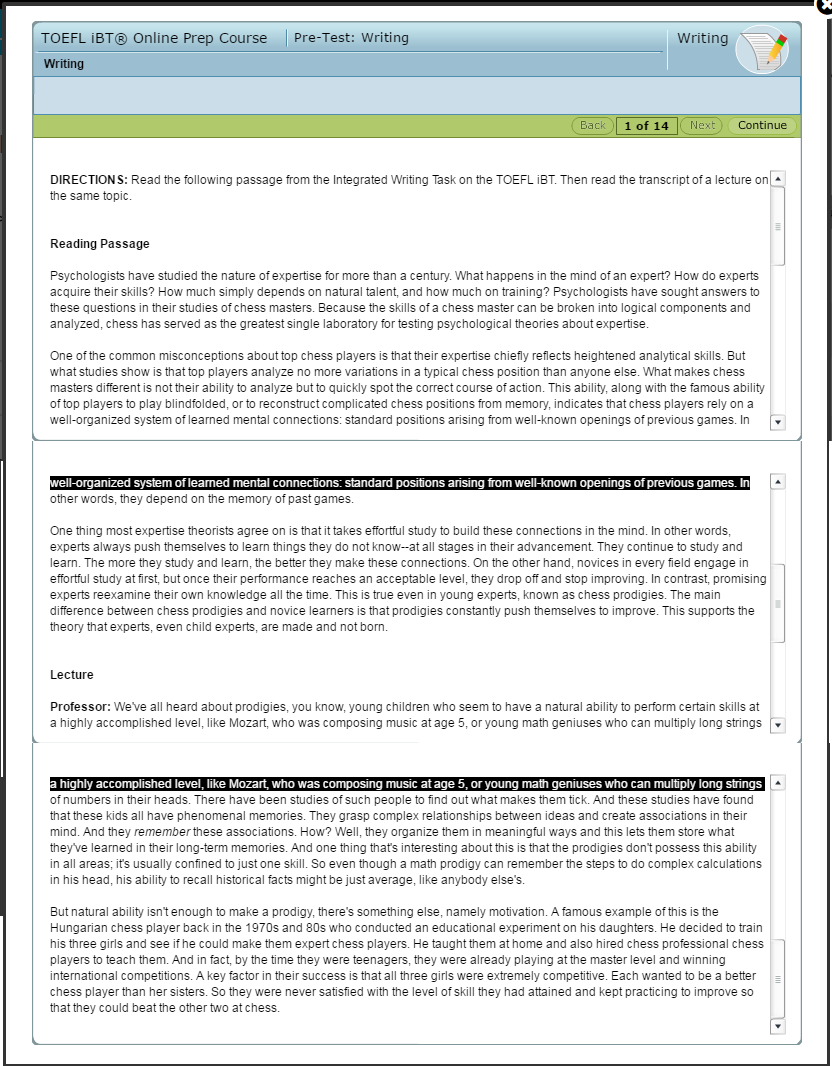 TOEFL iBT® Online Prep Course
Pre-Test: Writing
Writing
Writing
Back
1 of 14
Next
Continue
DIRECTIONS: Read the following passage from the Integrated Writing Task on the TOEFL iBT. Then read the transcript of a lecture on
the same topic.
Reading Passage
Psychologists have studied the nature of expertise for more than a century. What happens in the mind of an expert? How do experts
acquire their skills? How much simply depends on natural talent, and how much on training? Psychologists have sought answers to
these questions in their studies of chess masters. Because the skills of a chess master can be broken into logical components and
analyzed, chess has served as the greatest single laboratory for testing psychological theories about expertise.
One of the common misconceptions about top chess players is that their expertise chiefly reflects heightened analytical skills. But
what studies show is that top players analyze no more variations in a typical chess position than anyone else. What makes chess
masters different is not their ability to analyze but to quickly spot the correct course of action. This ability, along with the famous ability
of top players to play blindfolded, or to reconstruct complicated chess positions from memory, indicates that chess players rely on a
well-organized system of learned mental connections: standard positions arising from well-known openings of previous games. In
well-organized system of learned mental connections: standard positions arising from well-known openings of previous games. In
other words, they depend on the memory of past games.
One thing most expertise theorists agree on is that it takes effortful study to build these connections in the mind. In other words,
experts always push themselves to learn things they do not know--at all stages in their advancement. They continue to study and
learn. The more they study and learn, the better they make these connections. On the other hand, novices in every field engage in
effortful study at first, but once their performance reaches an acceptable level, they drop off and stop improving. In contrast, promising
experts reexamine their own knowledge all the time. This is true even in young experts, known as chess prodigies. The main
difference between chess prodigies and novice learners is that prodigies constantly push themselves to improve. This supports the
theory that experts, even child experts, are made and not born.
Lecture
Professor: We've all heard about prodigies, you know, young children who seem to have a natural ability to perform certain skills at
a highly accomplished level, like Mozart, who was composing music at age 5, or young math geniuses who can multiply long strings
a highly accomplished level, like Mozart, who was composing music at age 5, or young math geniuses who can multiply long strings
of numbers in their heads. There have been studies of such people to find out what makes them tick. And these studies have found
that these kids all have phenomenal memories. They grasp complex relationships between ideas and create associations in their
mind. And they remember these associations. How? Well, they organize them in meaningful ways and this lets them store what
they've learned in their long-term memories. And one thing that's interesting about this is that the prodigies don't possess this ability
in all areas; it's usually confined to just one skill. So even though a math prodigy can remember the steps to do complex calculations
in his head, his ability to recall historical facts might be just average, like anybody else's.
But natural ability isn't enough to make a prodigy, there's something else, namely motivation. A famous example of this is the
Hungarian chess player back in the 1970s and 80s who conducted an educational experiment on his daughters. He decided to train
his three girls and see if he could make them expert chess players. He taught them at home and also hired chess professional chess
players to teach them. And in fact, by the time they were teenagers, they were already playing at the master level and winning
international competitions. A key factor in their success is that all three girls were extremely competitive. Each wanted to be a better
chess player than her sisters. So they were never satisfied with the level of skill they had attained and kept practicing to improve so
that they could beat the other two at chess.